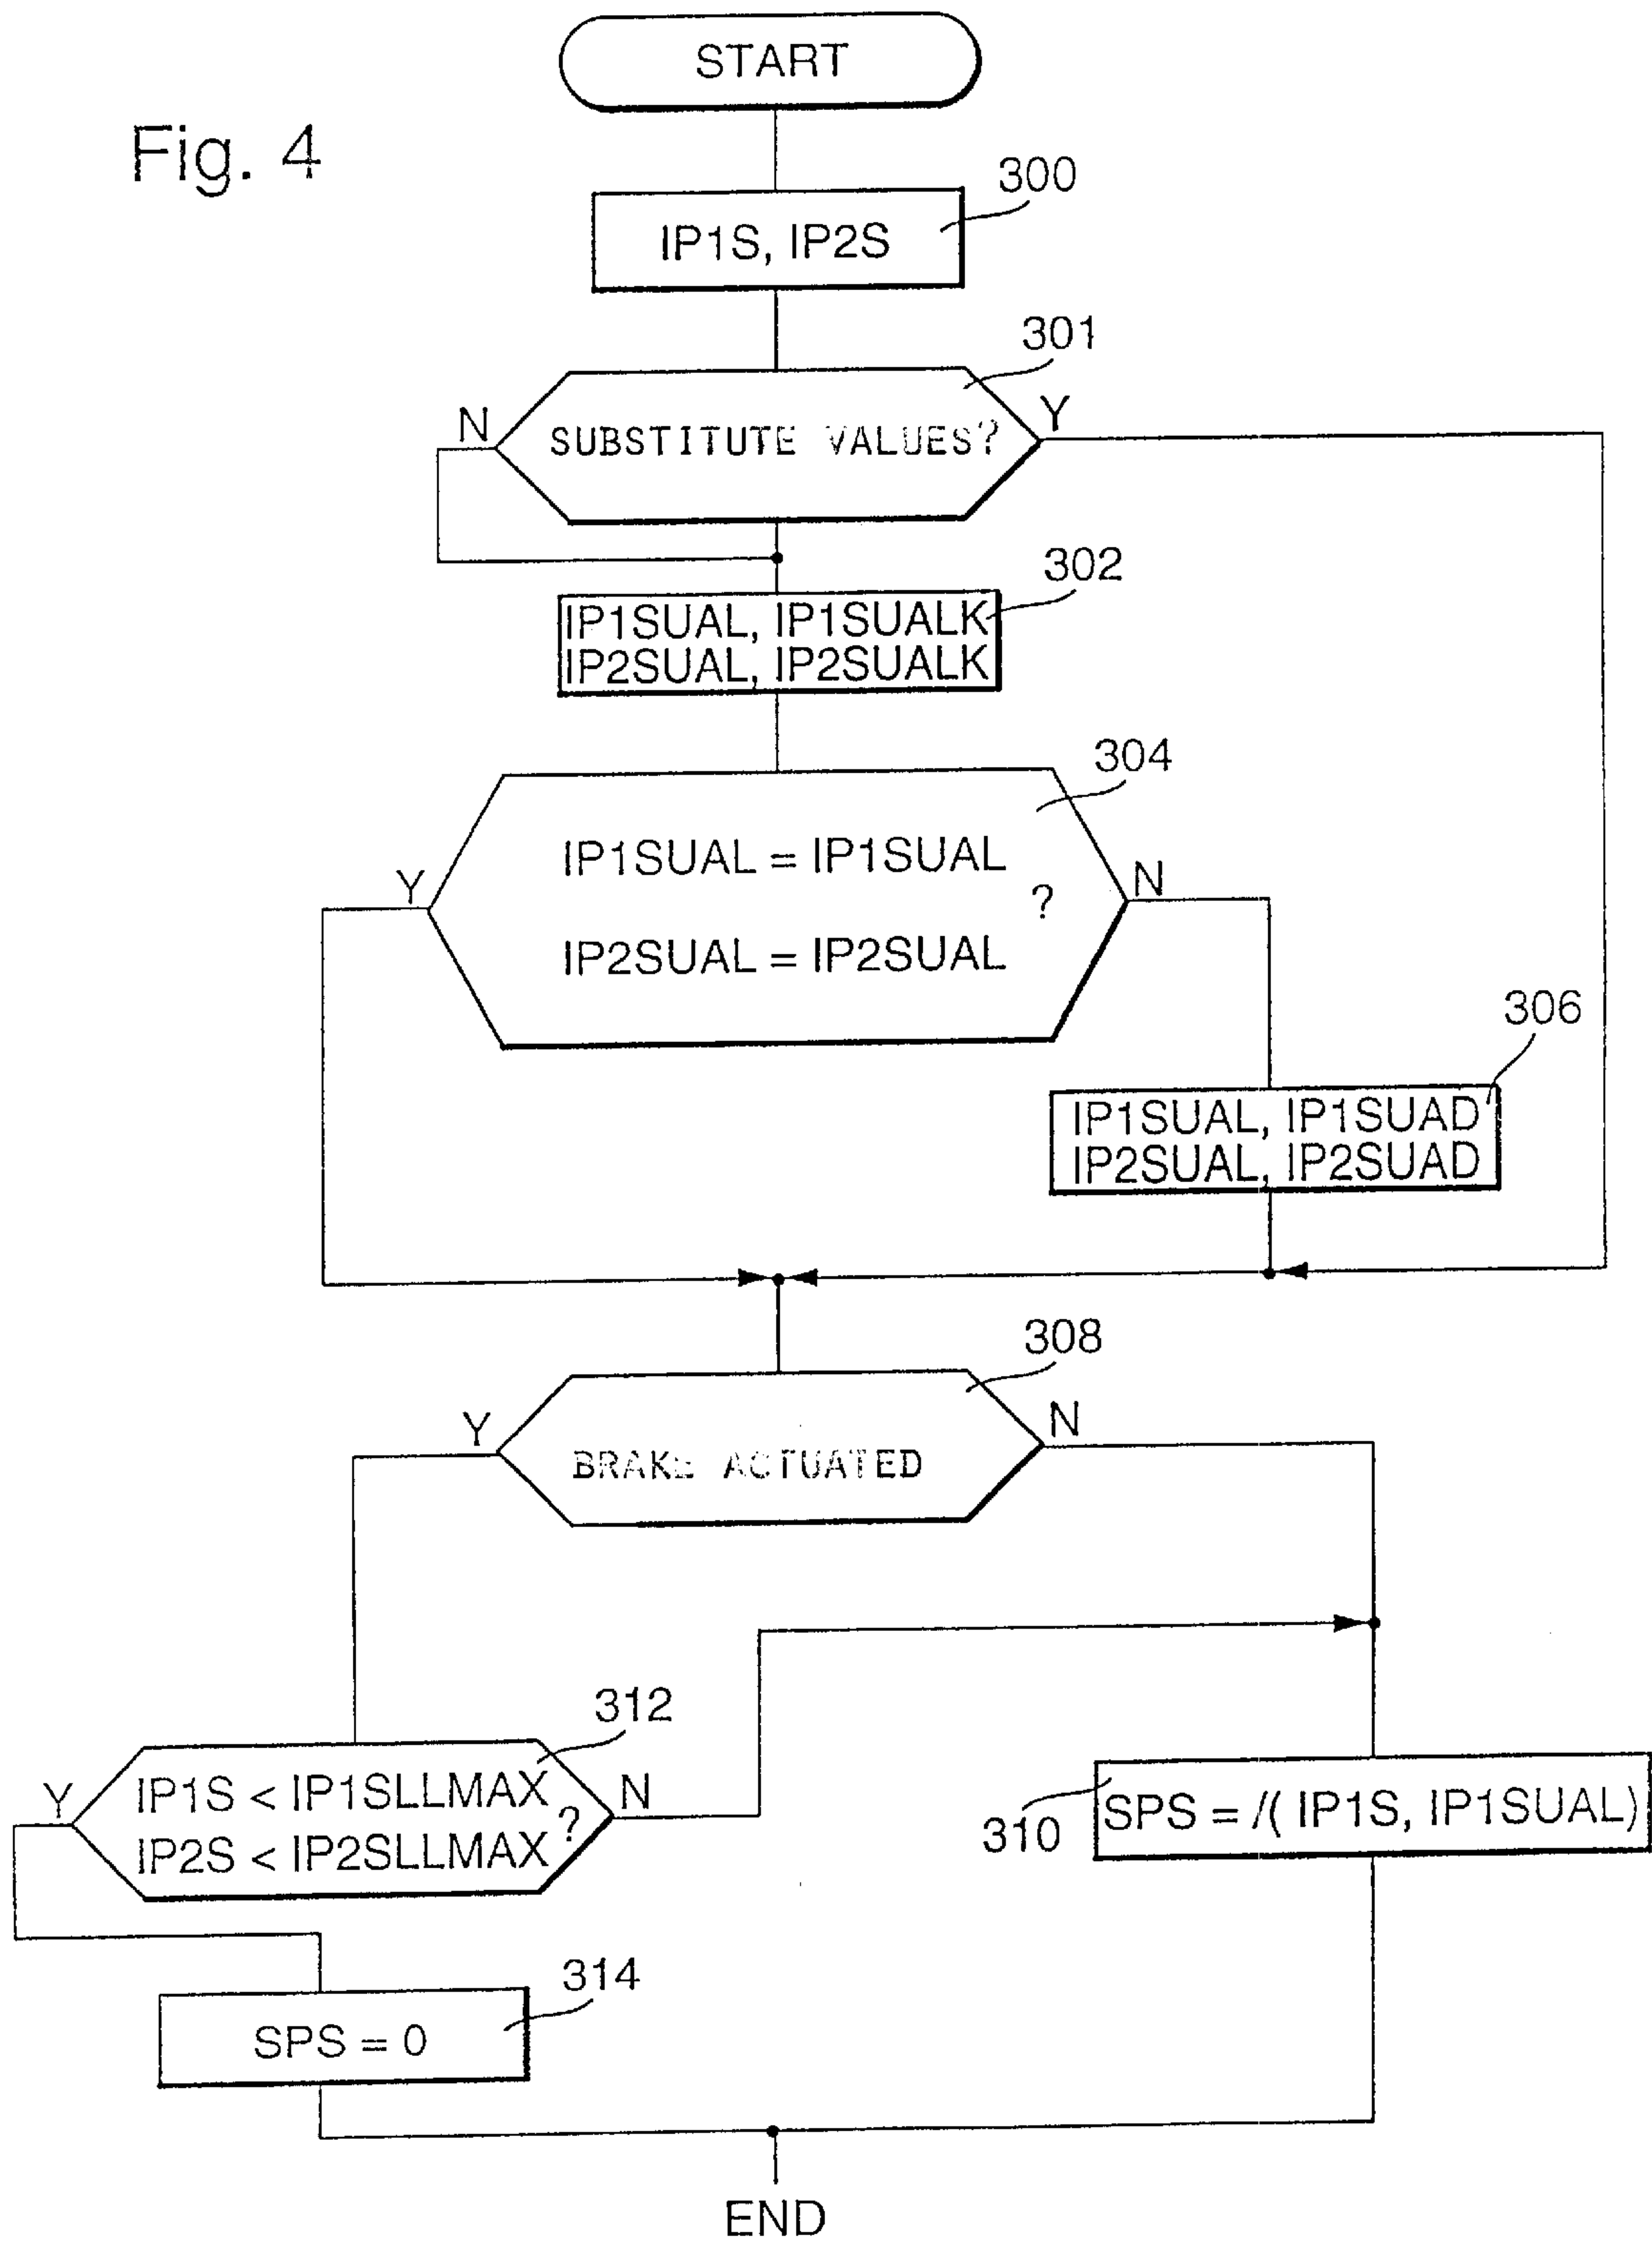 START
Fig. 4
300
IP1S, IP2S
301
N
SUBSTITUTE VALUES?
Y
302
IP1SUAL, IP1SUALK
IP2SUAL, IP2SUALK
304
IP1SUAL = IP1SUAL
Y
?
N
IP2SUAL = IP2SUAL
306
IP1SUAL, IP1SUAD
IP2SUAL, IP2SUAD
308
Y
BRAKE ACTUATED
N
312
Y
IP1S < IP1SLLMAX
?
N
IP2S < IP2SLLMAX
310
SPS = /( IP1S, IP1SUAL)
314
SPS = 0
END